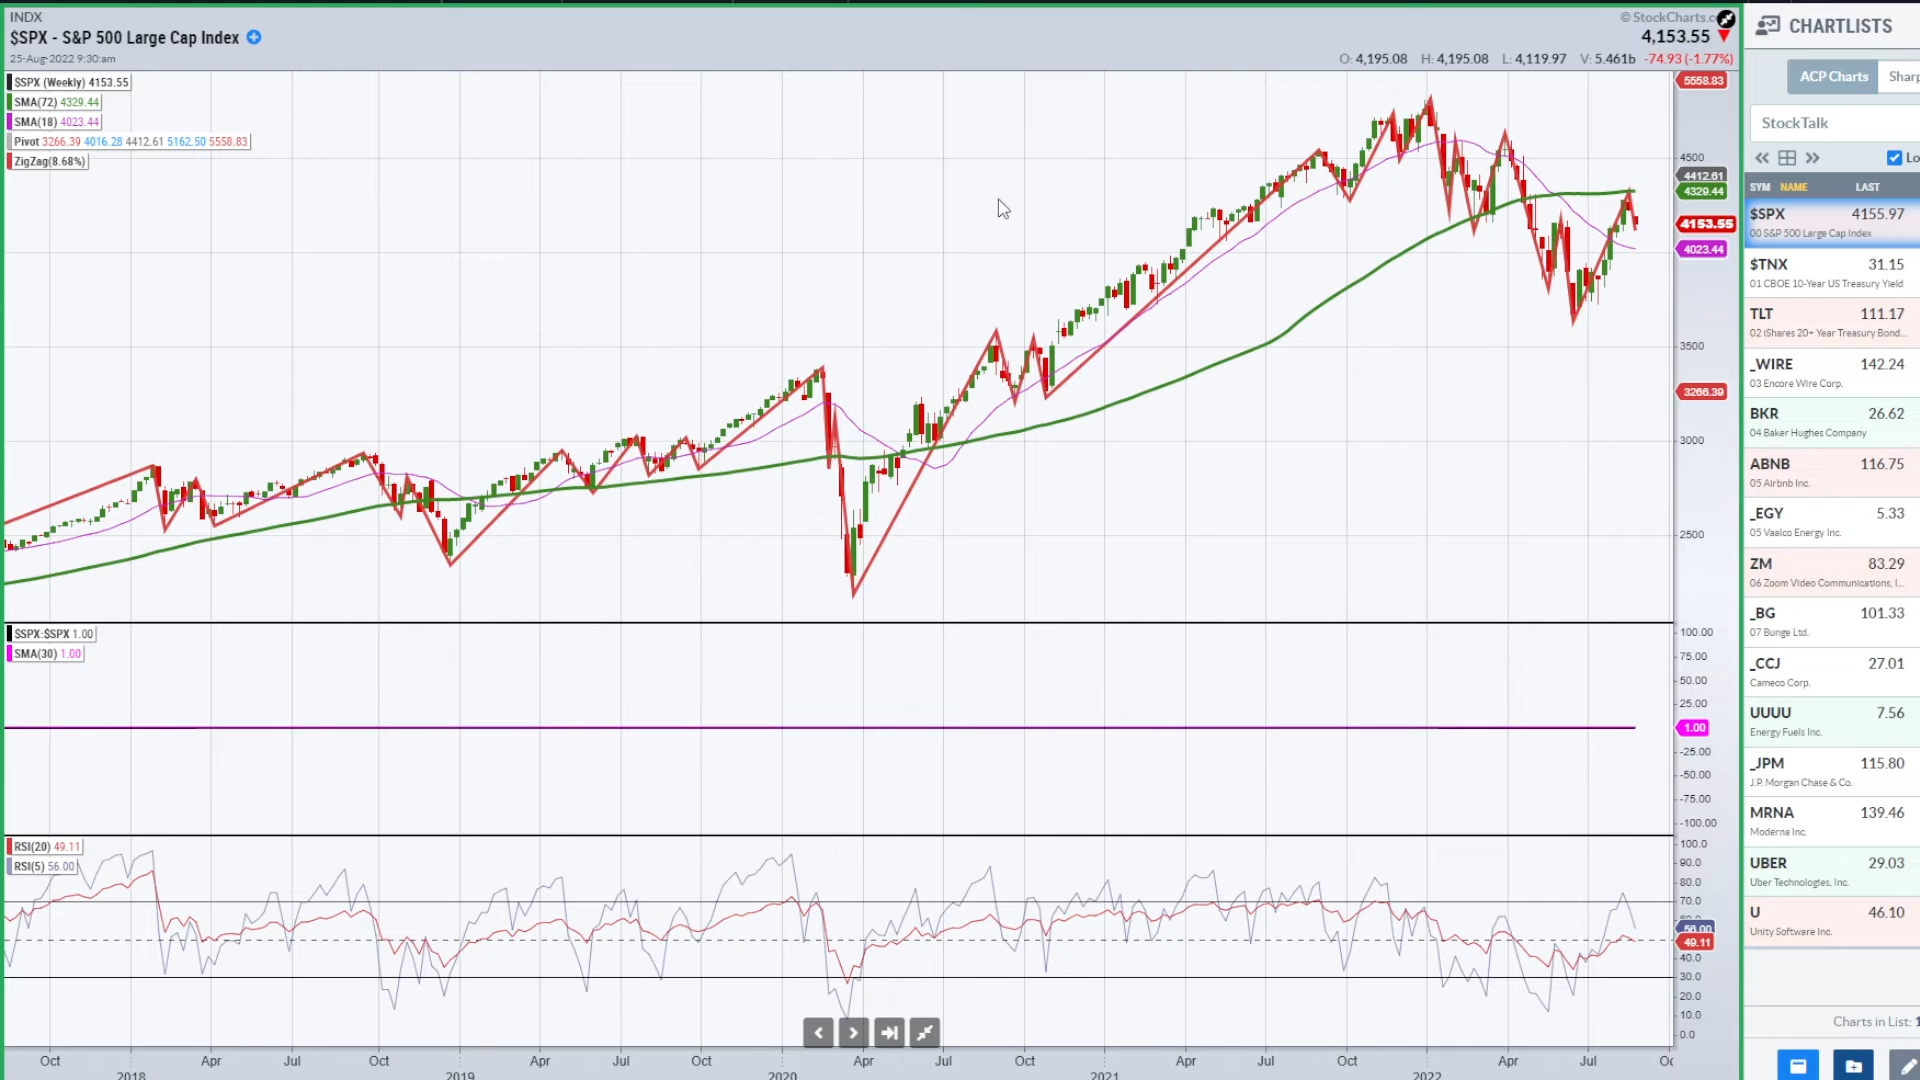 INDX
© StockCharts.c
$SPX - S&P 500 Large Cap Index
4,153.55
25-Aug-2022 9:30am
O: 4,195.08 H: 4,195.08 L: 4,119.97 V: 5.461b -74.93 (-1.77%)
$SPX (Weekly) 4153.55
SMA(72) 4329.44
SMA(18) 4023.44
Pivot 3266.39 4016.28 4412.61 5162.50 5558.83
ZigZag(8.68%)
5558.83
4500
4412.61
4329.44
4153.55
4023.44
3500
3266.39
3000
2500
$SPX:$SPX 1.00
SMA(30) 1.00
100.00
75.00
50.00
25.00
1.00
-25.00
-50.00
-75.00
-100.00
RSI(20) 49.11
RSI(5) 56.00
100.0
90.0
80.0
70.0
56.00
49.11
40.0
30.0
20.0
10.0
0.0
Oct Apr Jul Oct Apr Jul Oct Apr Jul Oct Apr Jul Oct Apr Jul
2018 2019 2020 2021 2022
CHARTLISTS
ACP Charts
StockTalk
SYM NAME LAST
$SPX 4155.97
00 S&P 500 Large Cap Index
$TNX 31.15
01 CBOE 10-Year US Treasury Yield
TLT 111.17
02 iShares 20+ Year Treasury Bond...
_WIRE 142.24
03 Encore Wire Corp.
BKR 26.62
04 Baker Hughes Company
ABNB 116.75
05 Airbnb Inc.
_EGY 5.33
05 Vaalco Energy Inc.
ZM 83.29
06 Zoom Video Communications, I...
_BG 101.33
07 Bunge Ltd.
_CCJ 27.01
Cameco Corp.
UUUU 7.56
Energy Fuels Inc.
_JPM 115.80
J.P. Morgan Chase & Co.
MRNA 139.46
Moderna Inc.
UBER 29.03
Uber Technologies, Inc.
U 46.10
Unity Software Inc.
Charts in List: